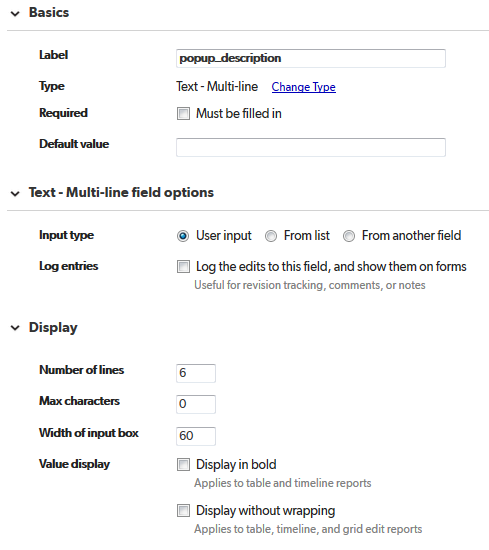 Basics
Label popup_description
Type Text - Multi-line Change Type
Required Must be filled in
Default value
Text - Multi-line field options
Input type User input From list From another field
Log entries Log the edits to this field, and show them on forms
Useful for revision tracking, comments, or notes
Display
Number of lines 6
Max characters 0
Width of input box 60
Value display Display in bold
Applies to table and timeline reports
Display without wrapping
Applies to table, timeline, and grid edit reports